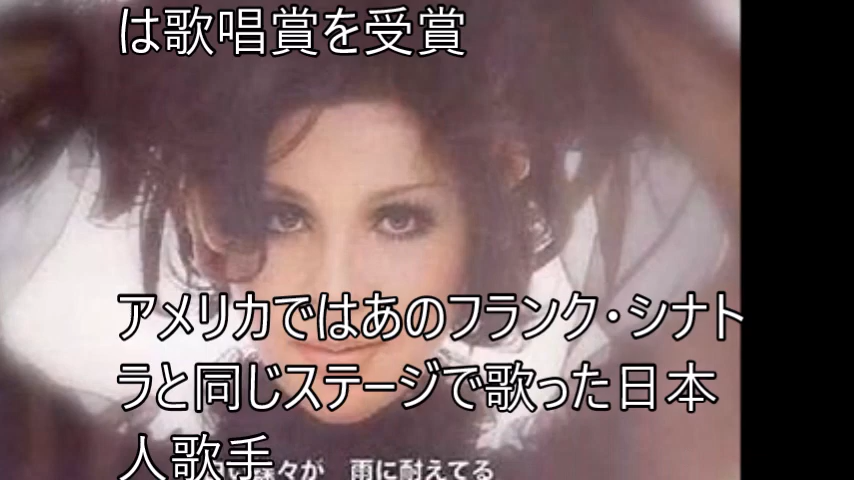 は歌唱賞を受賞
アメリカではあのフランク・シナト
ラと同じステージで歌った日本
人歌手
々が 雨に耐えてる